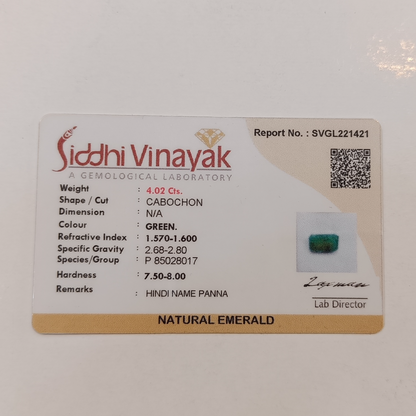 Siddhi Vinayak
A GEMOLOGICAL LABORATORY
Report No. : SVGL221421
Weight : 4.02 Cts.
Shape / Cut : CABOCHON
Dimension : N/A
Colour : GREEN.
Refractive Index : 1.570-1.600
Specific Gravity : 2.68-2.80
Species/Group : P 85028017
Hardness : 7.50-8.00
Remarks : HINDI NAME PANNA
Lab Director
NATURAL EMERALD